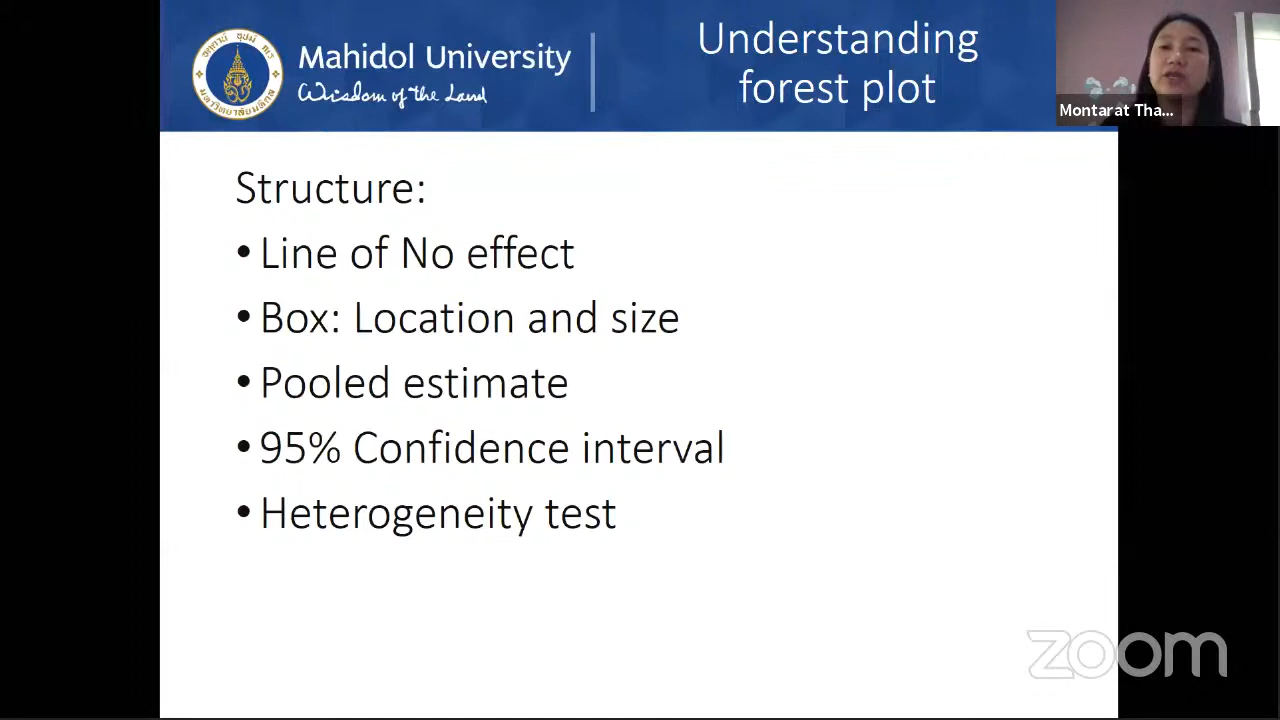 Mahidol University
Wisdom of the Land
Understanding
forest plot
Montarat Tha...
Structure:
• Line of No effect
• Box: Location and size
• Pooled estimate
• 95% Confidence interval
• Heterogeneity test
zoom